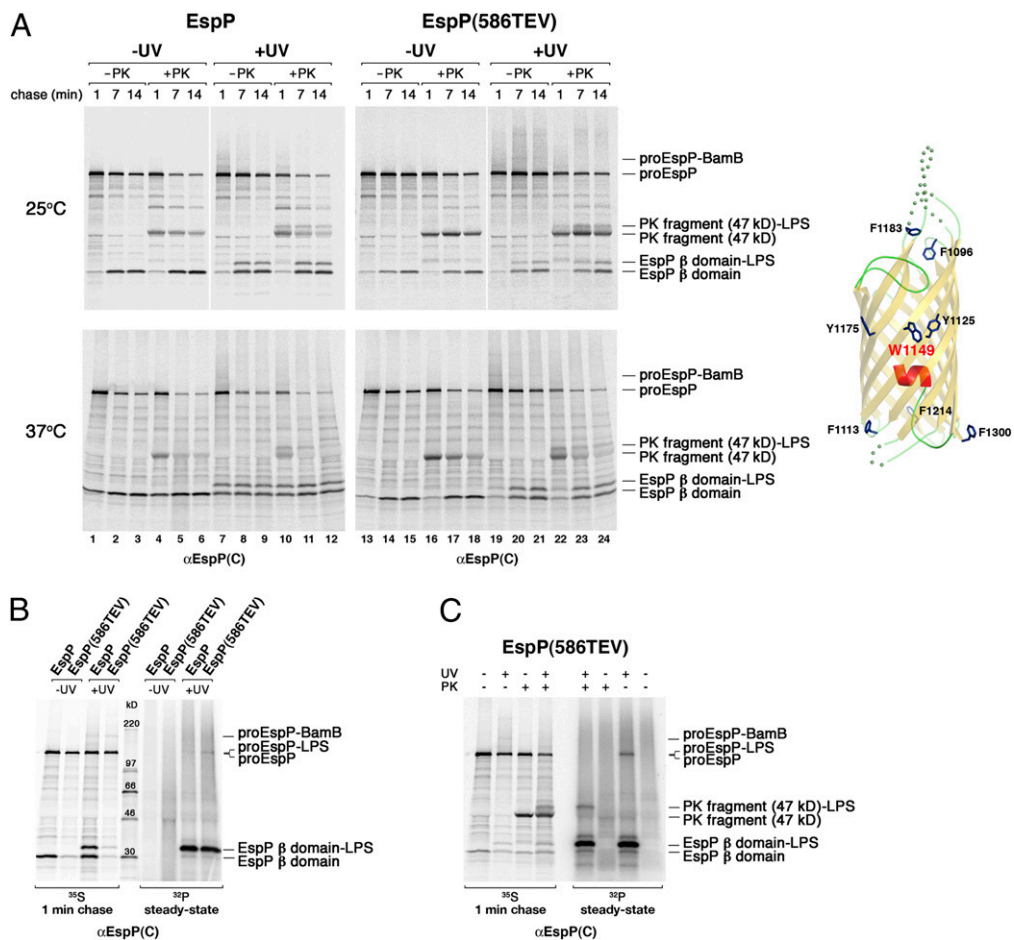 A
EspP
EspP(586TEV)
-UV
+UV
-UV
+UV
-PK
+PK
-PK
+PK
-PK
+PK
-PK
+PK
chase (min)
1 7 14 1 7 14 1 7 14 1 7 14
1 7 14 1 7 14 1 7 14 1 7 14
25°C
proEspP-BamB
proEspP
PK fragment (47 kD)-LPS
PK fragment (47 kD)
EspP β domain-LPS
EspP β domain
37°C
proEspP-BamB
proEspP
PK fragment (47 kD)-LPS
PK fragment (47 kD)
EspP β domain-LPS
EspP β domain
1 2 3 4 5 6 7 8 9 10 11 12
13 14 15 16 17 18 19 20 21 22 23 24
αEspP(C)
αEspP(C)
F1183
F1096
Y1175
Y1125
W1149
F1214
F1113
F1300
B
EspP
EspP(586TEV)
EspP
EspP(586TEV)
EspP
EspP(586TEV)
EspP
EspP(586TEV)
-UV
+UV
-UV
+UV
kD
220
97
66
46
30
proEspP-BamB
proEspP-LPS
proEspP
EspP β domain-LPS
EspP β domain
35S
1 min chase
32P
steady-state
αEspP(C)
C
EspP(586TEV)
UV - + - + + - + -
PK - - + + + + - -
proEspP-BamB
proEspP-LPS
proEspP
PK fragment (47 kD)-LPS
PK fragment (47 kD)
EspP β domain-LPS
EspP β domain
35S
1 min chase
32P
steady-state
αEspP(C)